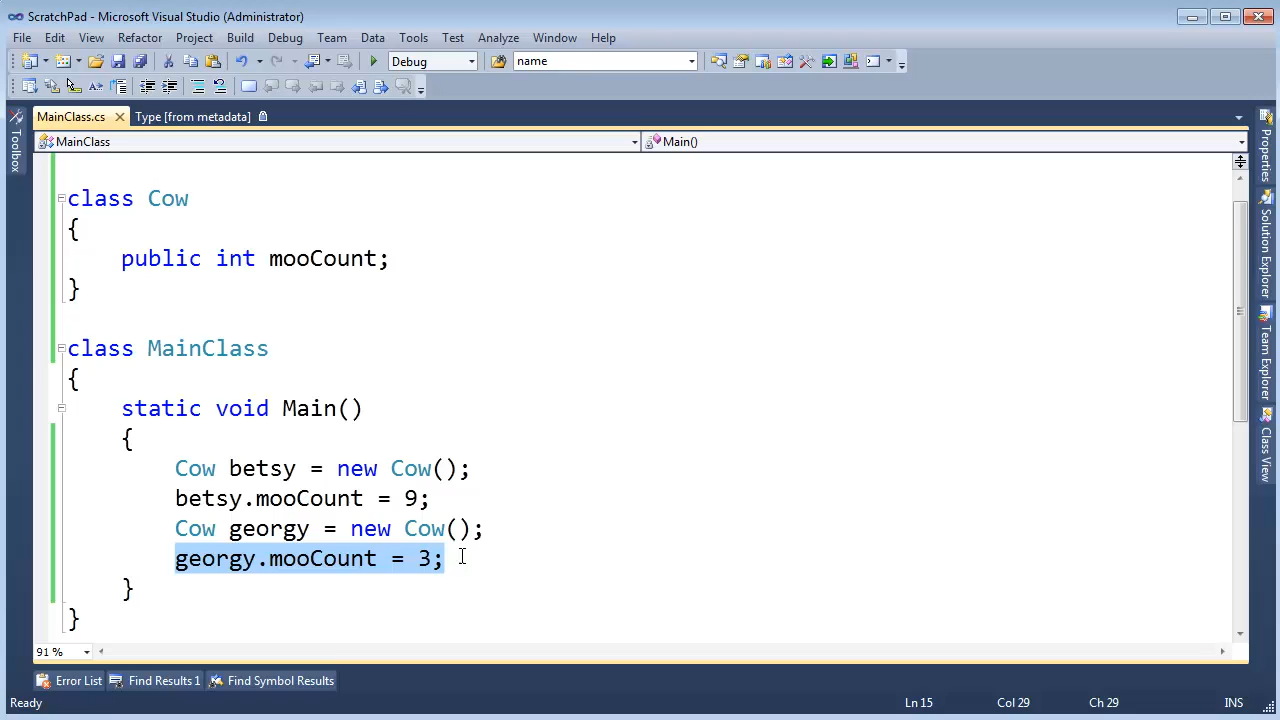 ScratchPad - Microsoft Visual Studio (Administrator)
File Edit View Refactor Project Build Debug Team Data Tools Test Analyze Window Help
Debug name
MainClass.cs Type [from metadata]
MainClass Main()
Toolbox
class Cow
{
public int mooCount;
}
class MainClass
{
static void Main()
{
Cow betsy = new Cow();
betsy.mooCount = 9;
Cow georgy = new Cow();
georgy.mooCount = 3;
}
}
Properties
Solution Explorer
Team Explorer
Class View
91 %
Error List Find Results 1 Find Symbol Results
Ready Ln 15 Col 29 Ch 29 INS